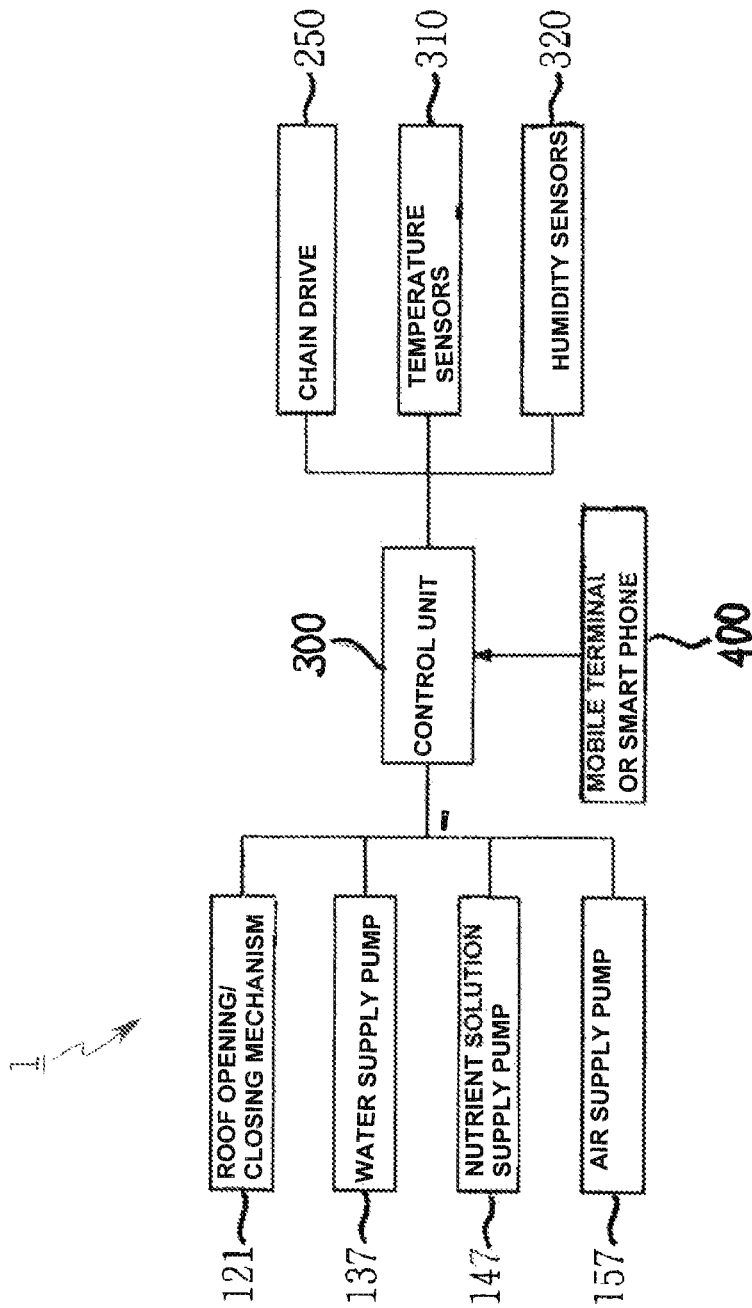 1
121
ROOF OPENING/
CLOSING MECHANISM
137
WATER SUPPLY PUMP
147
NUTRIENT SOLUTION
SUPPLY PUMP
157
AIR SUPPLY PUMP
300
CONTROL UNIT
MOBILE TERMINAL
OR SMART PHONE
400
CHAIN DRIVE
250
TEMPERATURE
SENSORS
310
HUMIDITY SENSORS
320